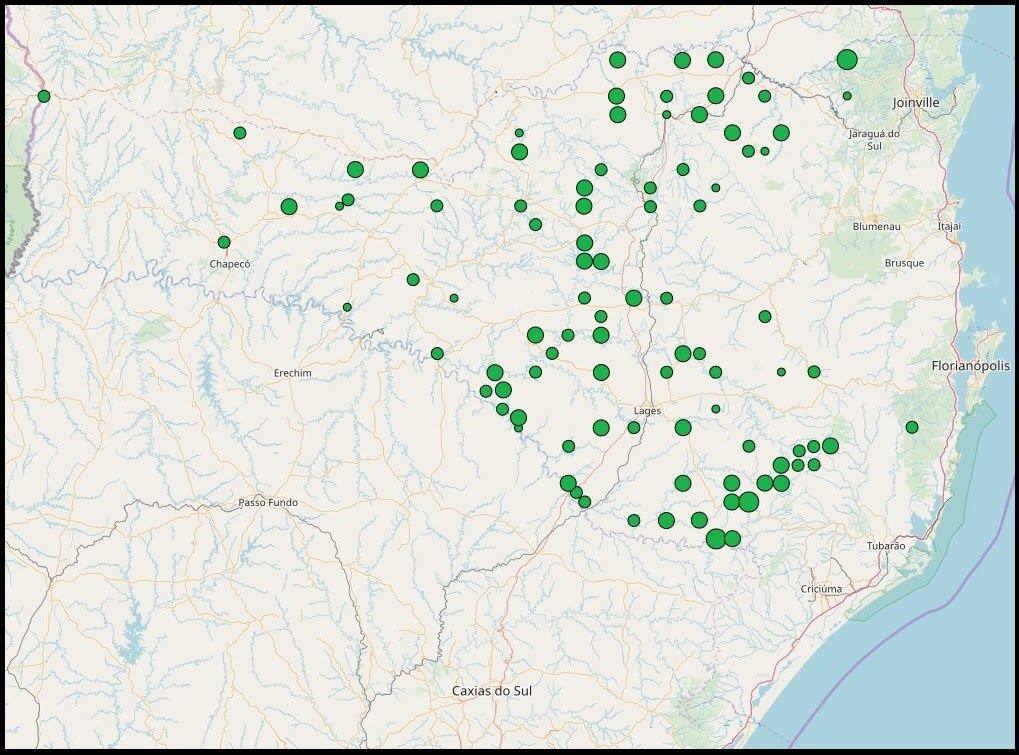 Joinville
Jaraguá do
Sul
Blumenau
Itajaí
Chapecó
Brusque
Florianópolis
Erechim
Lages
Passo Fundo
Tubarão
Criciúma
Caxias do Sul